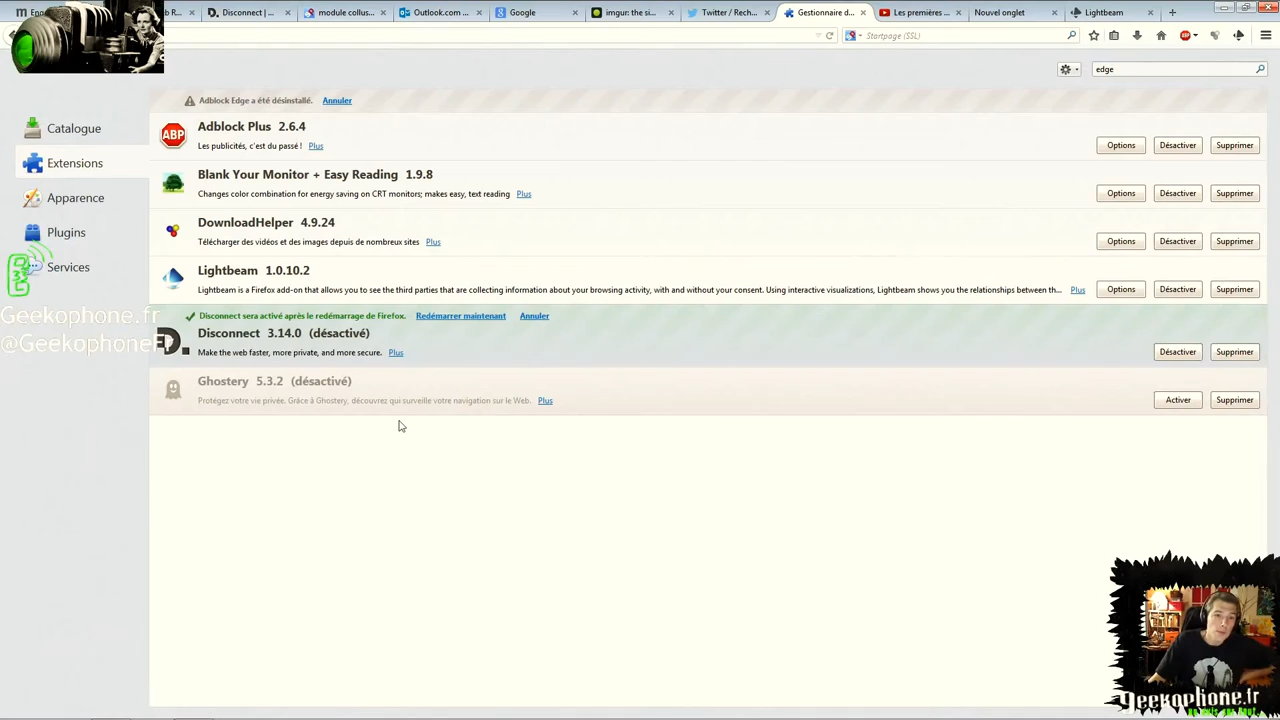 Disconnect | ...
module collus...
Outlook.com ...
Google
imgur: the si...
Twitter / Rech...
Gestionnaire d...
Les premières ...
Nouvel onglet
Lightbeam
Startpage (SSL)
edge
Adblock Edge a été désinstallé. Annuler
Catalogue
Extensions
Apparence
Plugins
Services
Adblock Plus 2.6.4
Les publicités, c'est du passé ! Plus
Options Désactiver Supprimer
Blank Your Monitor + Easy Reading 1.9.8
Changes color combination for energy saving on CRT monitors; makes easy, text reading Plus
Options Désactiver Supprimer
DownloadHelper 4.9.24
Télécharger des vidéos et des images depuis de nombreux sites Plus
Options Désactiver Supprimer
Lightbeam 1.0.10.2
Lightbeam is a Firefox add-on that allows you to see the third parties that are collecting information about your browsing activity, with and without your consent. Using interactive visualizations, Lightbeam shows you the relationships between th... Plus
Options Désactiver Supprimer
Disconnect sera activé après le redémarrage de Firefox. Redémarrer maintenant Annuler
Disconnect 3.14.0 (désactivé)
Make the web faster, more private, and more secure. Plus
Désactiver Supprimer
Ghostery 5.3.2 (désactivé)
Protégez votre vie privée. Grâce à Ghostery, découvrez qui surveille votre navigation sur le Web. Plus
Activer Supprimer
Geekophone.fr
@GeekophoneF
geekophone.fr